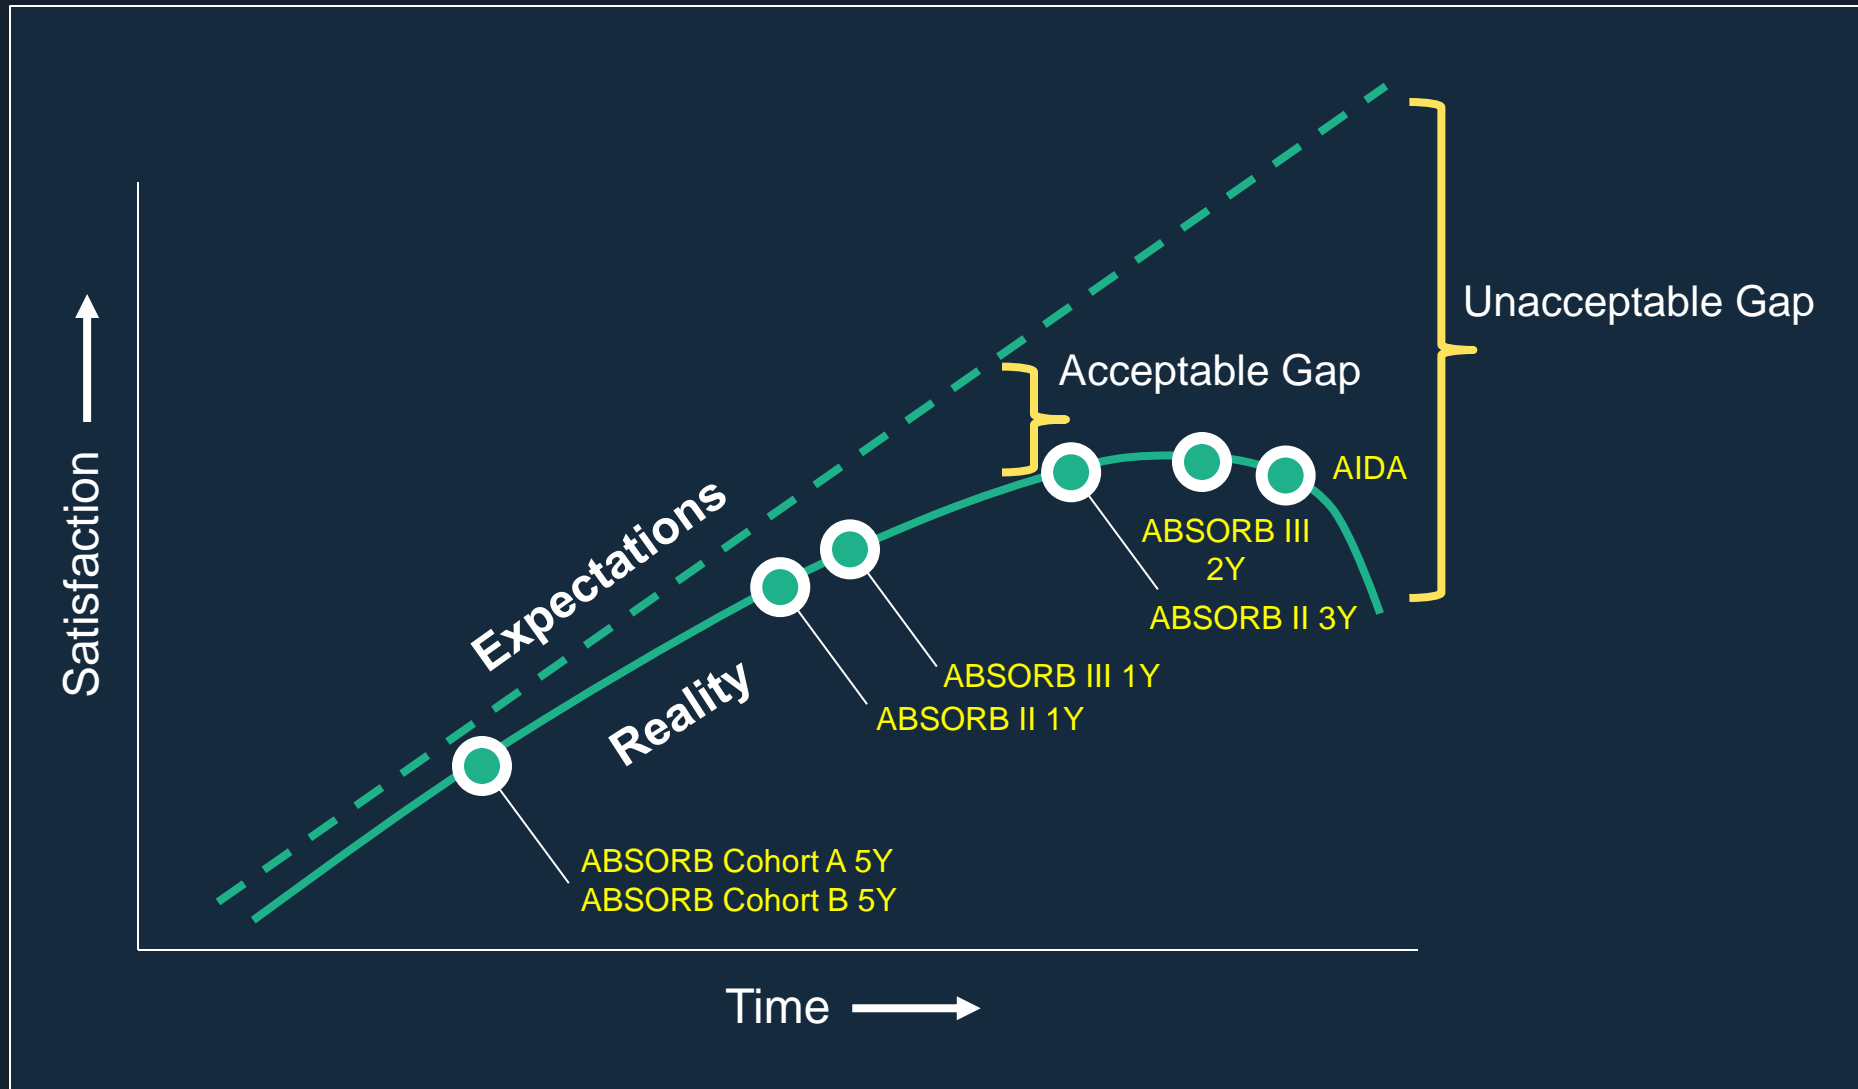 Unacceptable Gap
Acceptable Gap
Satisfaction
Expectations
Reality
AIDA
ABSORB III
2Y
ABSORB II 3Y
ABSORB III 1Y
ABSORB II 1Y
ABSORB Cohort A 5Y
ABSORB Cohort B 5Y
Time